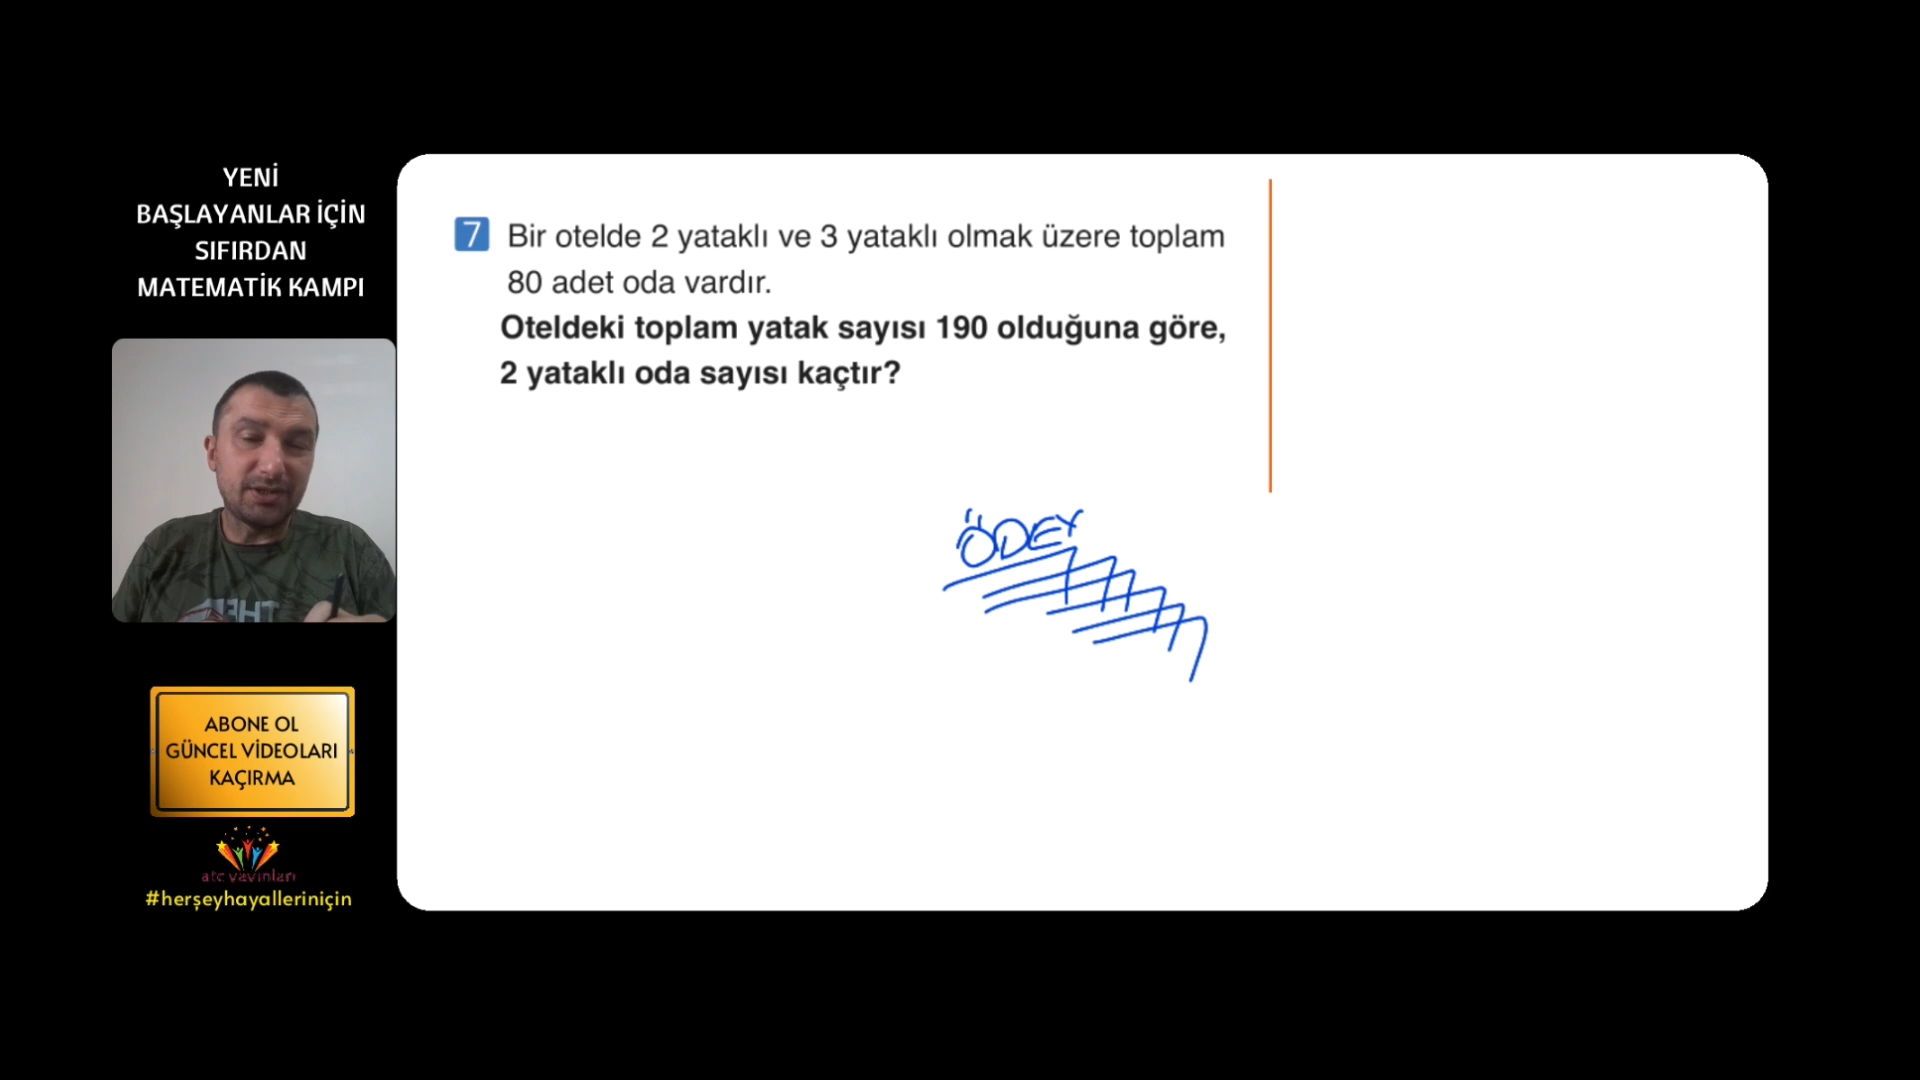 YENİ
BAŞLAYANLAR İÇİN
SIFIRDAN
MATEMATİK KAMPI
7 Bir otelde 2 yataklı ve 3 yataklı olmak üzere toplam
80 adet oda vardır.
Oteldeki toplam yatak sayısı 190 olduğuna göre,
2 yataklı oda sayısı kaçtır?
ÖDEY
ABONE OL
GÜNCEL VİDEOLARI
KAÇIRMA
atc yayınları
#herşeyhayalleriniçin